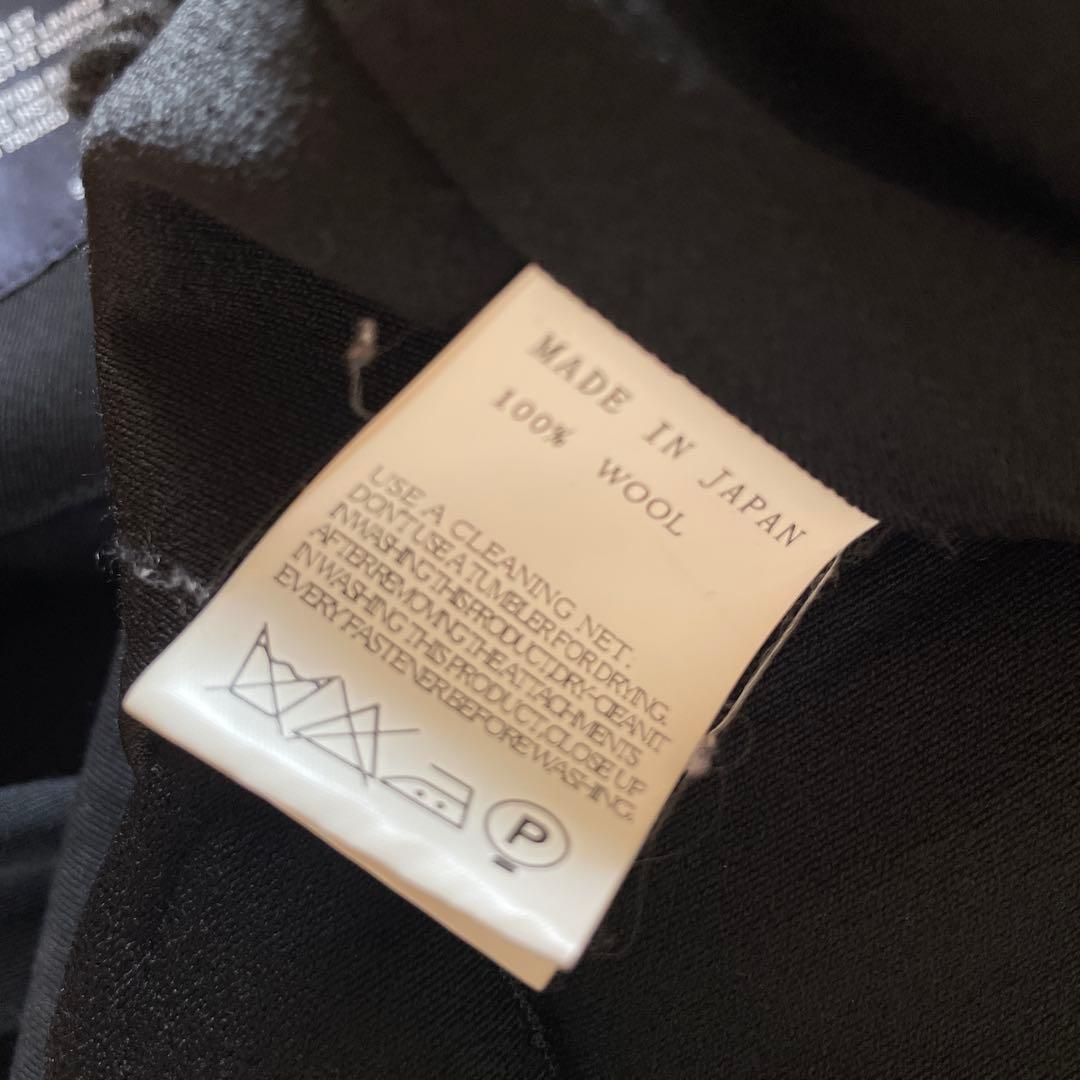 MADE IN JAPAN
100% WOOL
USE A CLEANING NET:
DON'T USE A TUMBLER FOR DRYING.
IN WASHING THIS PRODUCT,DRY-CEAN IT
AFTER REMOVING THE ATTACHMENTS
IN WASHING THIS PRODUCT, CLOSE UP
EVERY FASTENER BEFORE WASHING.
P